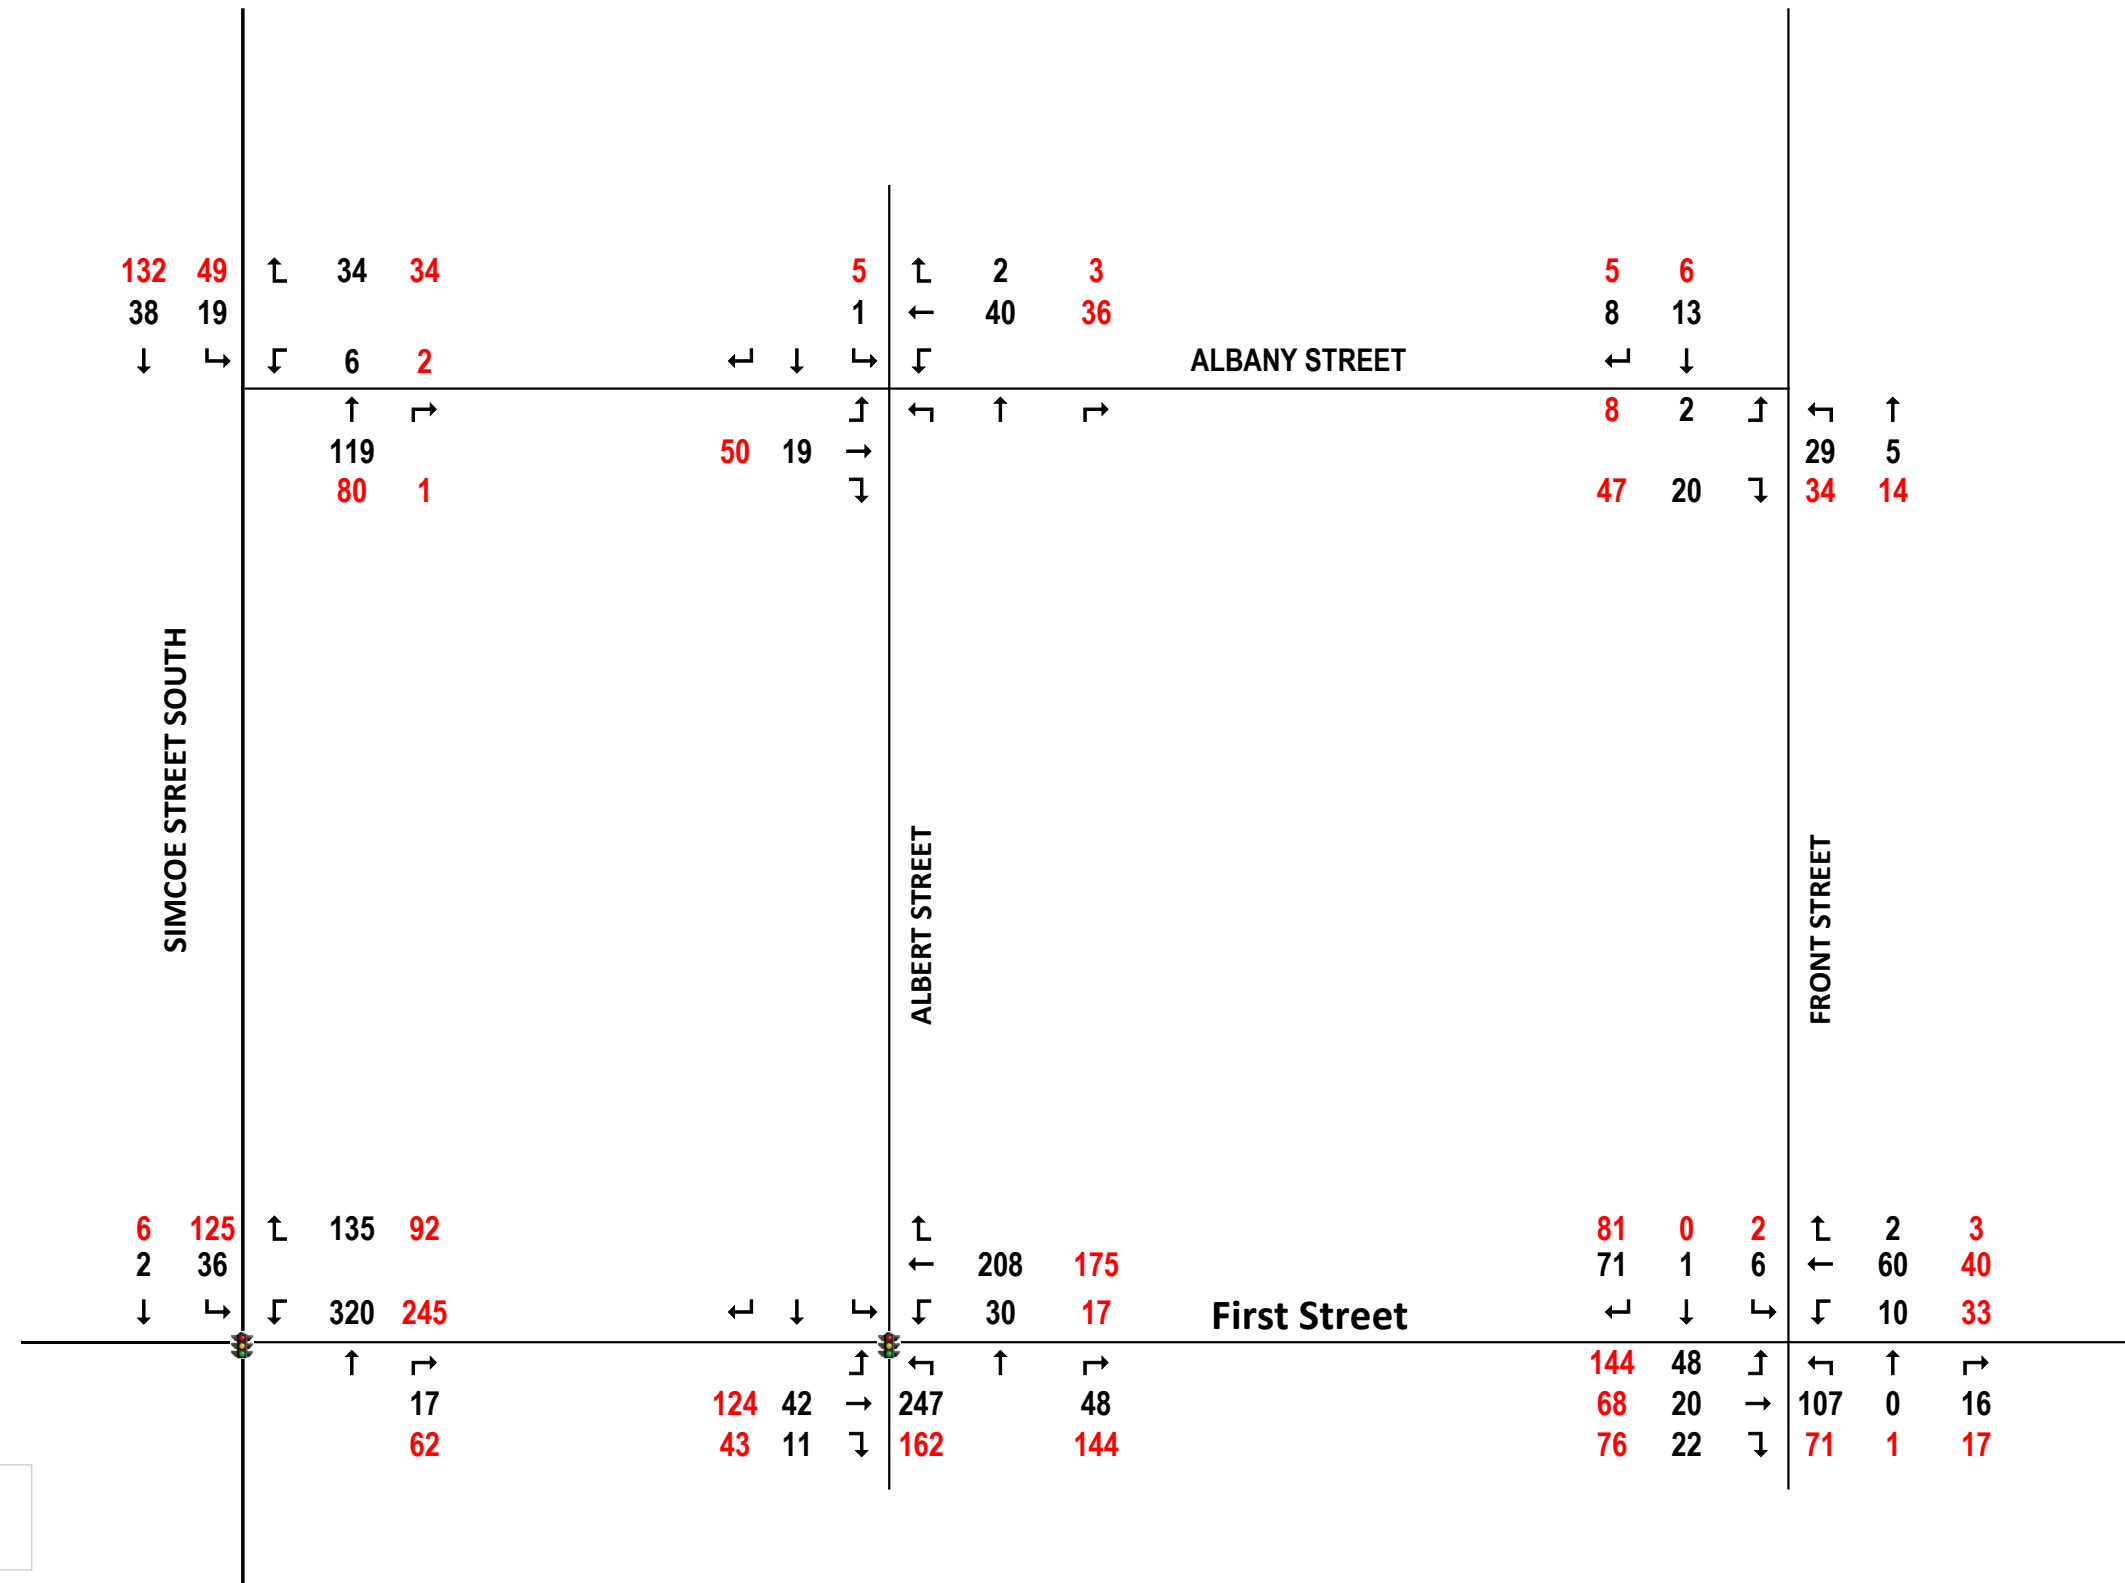 132 49 ↰ 34 34 5 ↰ 2 3 5 6
38 19 1 ← 40 36 8 13
↓ ↳ ↲ 6 2 ↲ ↓ ↳ ↲ ALBANY STREET ↲ ↓
↑ ↱ ↑ ↰ ↑ ↱ 8 2 ↑ ↰ ↑
119 50 19 → 29 5
80 1 ↴ 47 20 ↴ 34 14
SIMCOE STREET SOUTH
ALBERT STREET
FRONT STREET
6 125 ↰ 135 92 ↰ 81 0 2 ↰ 2 3
2 36 ← 208 175 71 1 6 ← 60 40
↓ ↳ ↲ 320 245 ↲ ↓ ↳ ↲ 30 17 First Street ↲ ↓ ↳ ↲ 10 33
↑ ↱ ↑ ↰ ↑ ↱ 144 48 ↑ ↰ ↑ ↱
17 124 42 → 247 48 68 20 → 107 0 16
62 43 11 ↴ 162 144 76 22 ↴ 71 1 17